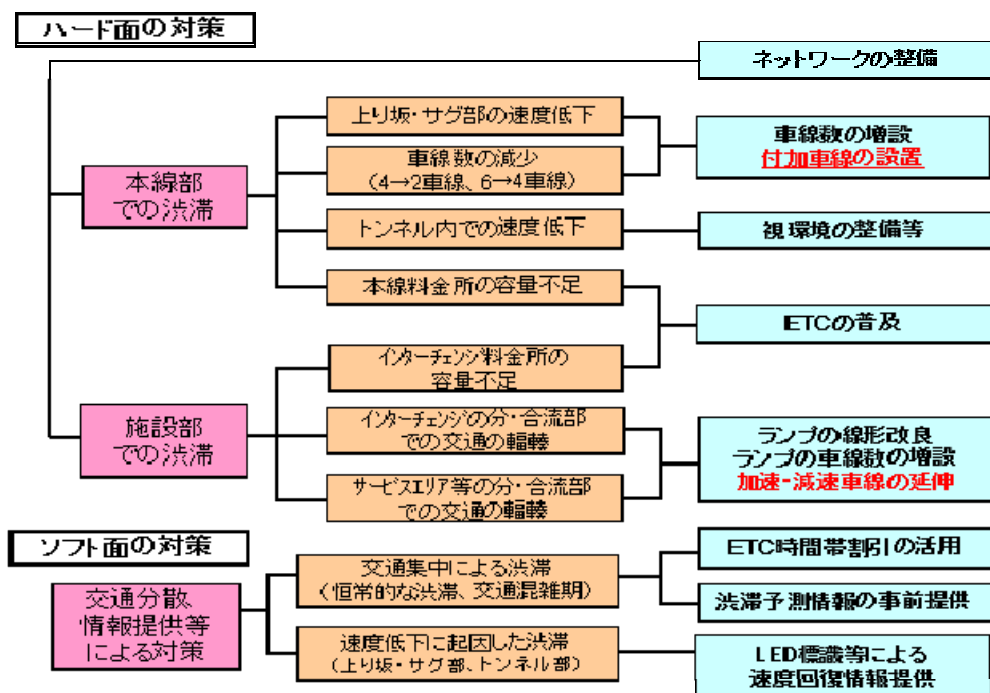 ハード面の対策
ネットワークの整備
上り坂・サグ部の速度低下
車線数の増設
付加車線の設置
車線数の減少
(4→2車線、6→4車線)
本線部
での渋滞
トンネル内での速度低下
視環境の整備等
本線料金所の容量不足
ETCの普及
インターチェンジ料金所の
容量不足
施設部
での渋滞
インターチェンジの分・合流部
での交通の輻輳
ランプの線形改良
ランプの車線数の増設
加速-減速車線の延伸
サービスエリア等の分・合流部
での交通の輻輳
ソフト面の対策
ETC時間帯割引の活用
交通集中による渋滞
(恒常的な渋滞、交通混雑期)
渋滞予測情報の事前提供
交通分散、
情報提供等
による対策
速度低下に起因した渋滞
(上り坂・サグ部、トンネル部)
LED標識等による
速度回復情報提供